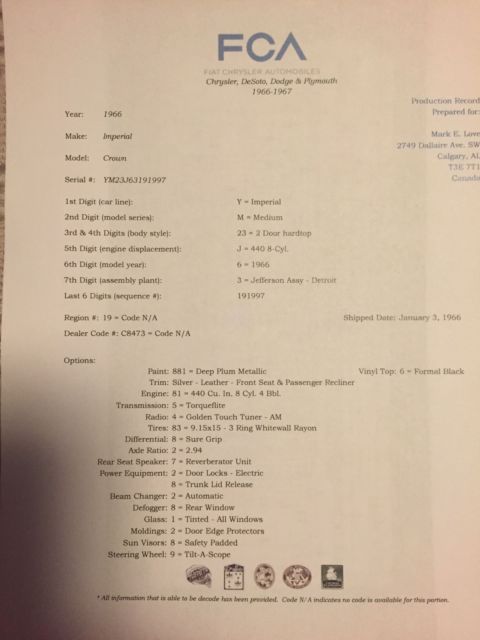 FCA
FIAT CHRYSLER AUTOMOBILES
Chrysler, DeSoto, Dodge & Plymouth
1966-1967
Production Record
Prepared for:
Mark E. Love
2749 Dallaire Ave. SW
Calgary, AL
T3E 7T1
Canada
Year: 1966
Make: Imperial
Model: Crown
Serial #: YM23J63191997
1st Digit (car line): Y = Imperial
2nd Digit (model series): M = Medium
3rd & 4th Digits (body style): 23 = 2 Door hardtop
5th Digit (engine displacement): J = 440 8-Cyl.
6th Digit (model year): 6 = 1966
7th Digit (assembly plant): 3 = Jefferson Assy - Detroit
Last 6 Digits (sequence #): 191997
Region #: 19 = Code N/A Shipped Date: January 3, 1966
Dealer Code #: C8473 = Code N/A
Options:
Paint: 881 = Deep Plum Metallic Vinyl Top: 6 = Formal Black
Trim: Silver - Leather - Front Seat & Passenger Recliner
Engine: 81 = 440 Cu. In. 8 Cyl. 4 Bbl.
Transmission: 5 = Torqueflite
Radio: 4 = Golden Touch Tuner - AM
Tires: 83 = 9.15x15 - 3 Ring Whitewall Rayon
Differential: 8 = Sure Grip
Axle Ratio: 2 = 2.94
Rear Seat Speaker: 7 = Reverberator Unit
Power Equipment: 2 = Door Locks - Electric
8 = Trunk Lid Release
Beam Changer: 2 = Automatic
Defogger: 8 = Rear Window
Glass: 1 = Tinted - All Windows
Moldings: 2 = Door Edge Protectors
Sun Visors: 8 = Safety Padded
Steering Wheel: 9 = Tilt-A-Scope
* All information that is able to be decode has been provided. Code N/A indicates no code is available for this portion.